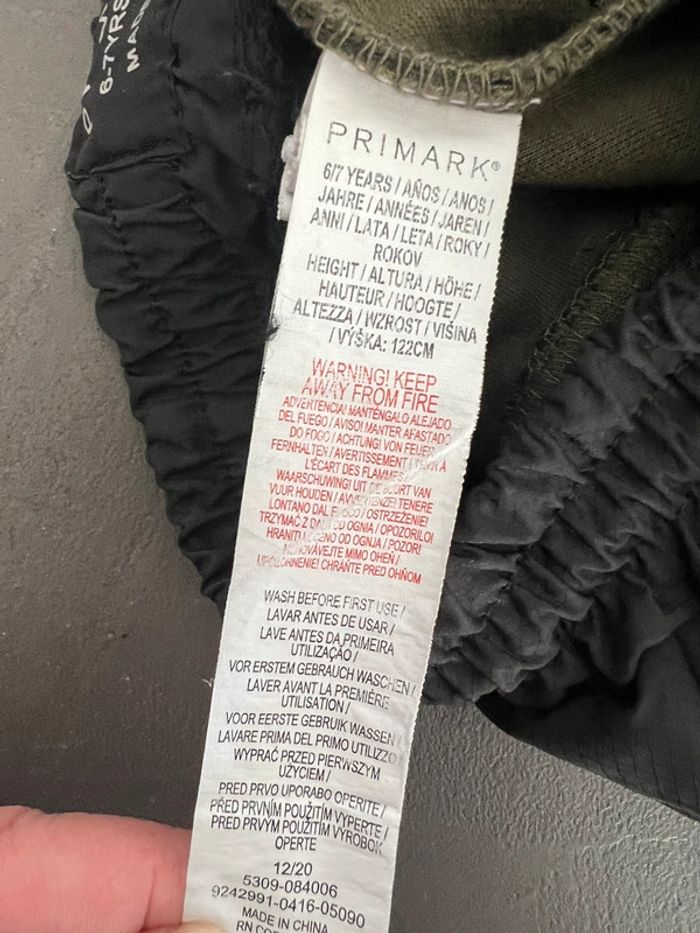 6-7YRS
PRIMARK®
6/7 YEARS / AÑOS / ANOS /
JAHRE / ANNÉES / JAREN /
ANNI / LATA / LETA / ROKY /
ROKOV
HEIGHT / ALTURA / HÖHE /
HAUTEUR / HOOGTE /
ALTEZZA / WZROST / VIŠINA
/ VÝŠKA: 122CM
WARNING! KEEP
AWAY FROM FIRE
ADVERTENCIA! MANTÉNGALO ALEJADO
DEL FUEGO / AVISO! MANTER AFASTADO
DO FOGO / ACHTUNG! VON FEUER
FERNHALTEN / AVERTISSEMENT ! À
L'ÉCART DES FLAMMES
WAARSCHUWING! UIT DE BUURT VAN
VUUR HOUDEN / TENERE
LONTANO DAL / OSTRZEŻENIE!
TRZYMAĆ Z OGNIA / OPOZORILO!
HRANITI OD OGNJA / POZOR!
MIMO OHEŇ /
CHRÁŇTE PRED OHŇOM
WASH BEFORE FIRST USE /
LAVAR ANTES DE USAR /
LAVE ANTES DA PRIMEIRA
UTILIZAÇÃO /
VOR ERSTEM GEBRAUCH WASCHEN /
LAVER AVANT LA PREMIÈRE
UTILISATION /
VOOR EERSTE GEBRUIK WASSEN /
LAVARE PRIMA DEL PRIMO UTILIZZO
WYPRAĆ PRZED PIERWSZYM
UŻYCIEM /
PRED PRVO UPORABO OPERITE /
PŘED PRVNÍM POUŽITÍM VYPERTE /
PRED PRVÝM POUŽITÍM VÝROBOK
OPERTE
12/20
5309-084006
9242991-0416-05090
MADE IN CHINA
RN